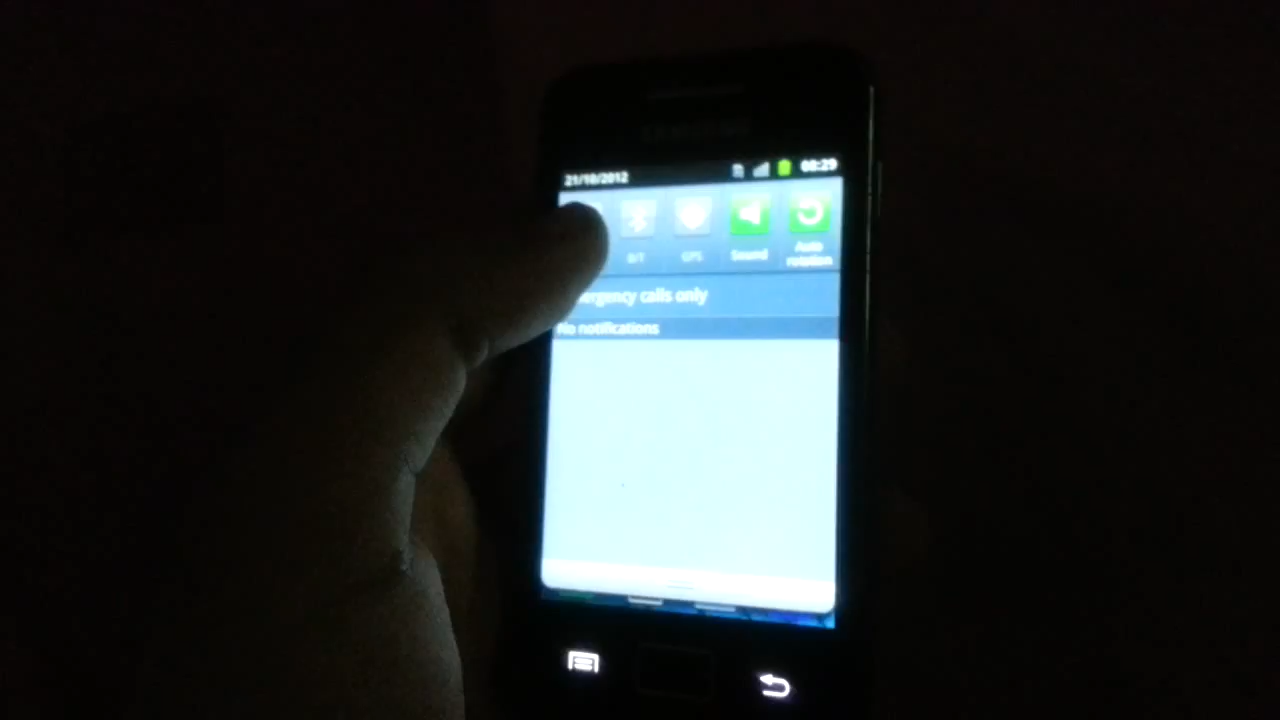 21/10/2012 08:29
B/T GPS Sound Auto rotation
ergency calls only
No notifications